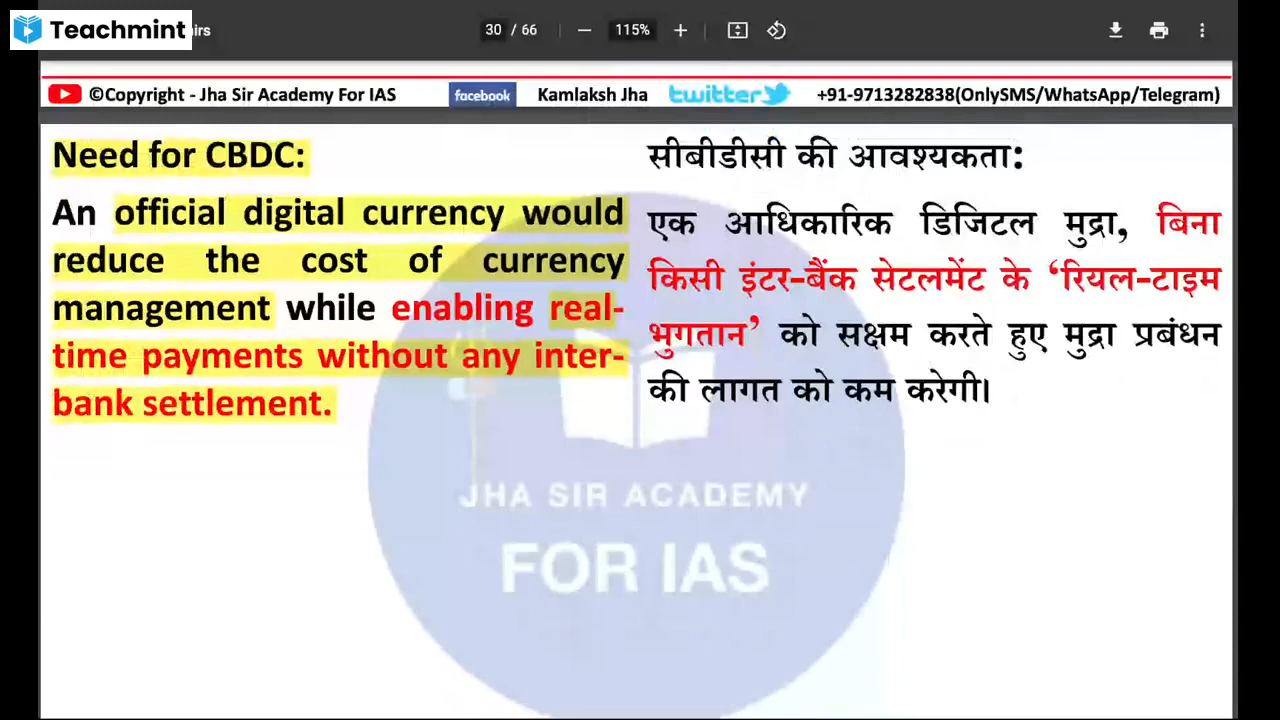 Teachmint
irs
30 / 66
115%
©Copyright - Jha Sir Academy For IAS
facebook
Kamlaksh Jha
twitter
+91-9713282838(OnlySMS/WhatsApp/Telegram)
Need for CBDC:
An official digital currency would
reduce the cost of currency
management while enabling real-
time payments without any inter-
bank settlement.
सीबीडीसी की आवश्यकता:
एक आधिकारिक डिजिटल मुद्रा, बिना
किसी इंटर-बैंक सेटलमेंट के ‘रियल-टाइम
भुगतान’ को सक्षम करते हुए मुद्रा प्रबंधन
की लागत को कम करेगी।
JHA SIR ACADEMY
FOR IAS